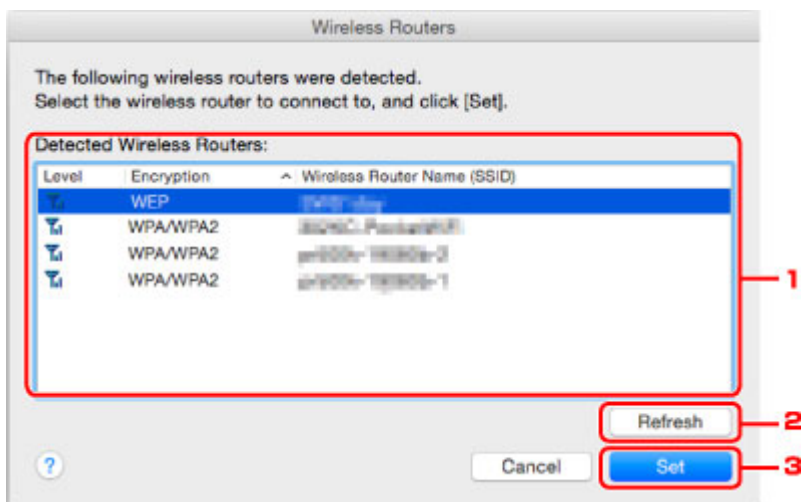 Wireless Routers
The following wireless routers were detected.
Select the wireless router to connect to, and click [Set].
Detected Wireless Routers:
Level Encryption Wireless Router Name (SSID)
WEP
WPA/WPA2
WPA/WPA2
WPA/WPA2
1
Refresh 2
? Cancel Set 3